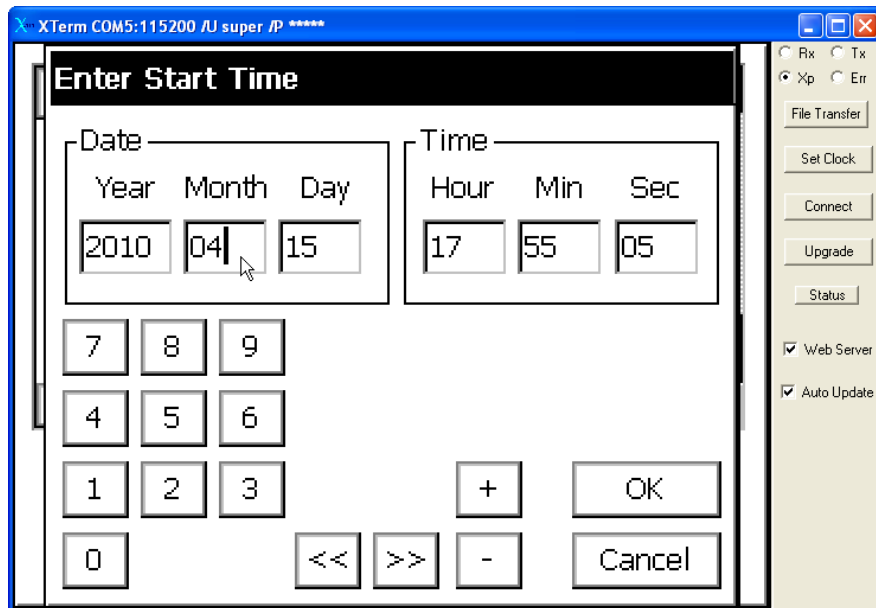 XTerm COM5:115200 /U super /P *****
Rx Tx
Xp Err
File Transfer
Set Clock
Connect
Upgrade
Status
Web Server
Auto Update
Enter Start Time
Date
Year Month Day
2010 04 15
Time
Hour Min Sec
17 55 05
7 8 9
4 5 6
1 2 3 + OK
0 << >> - Cancel